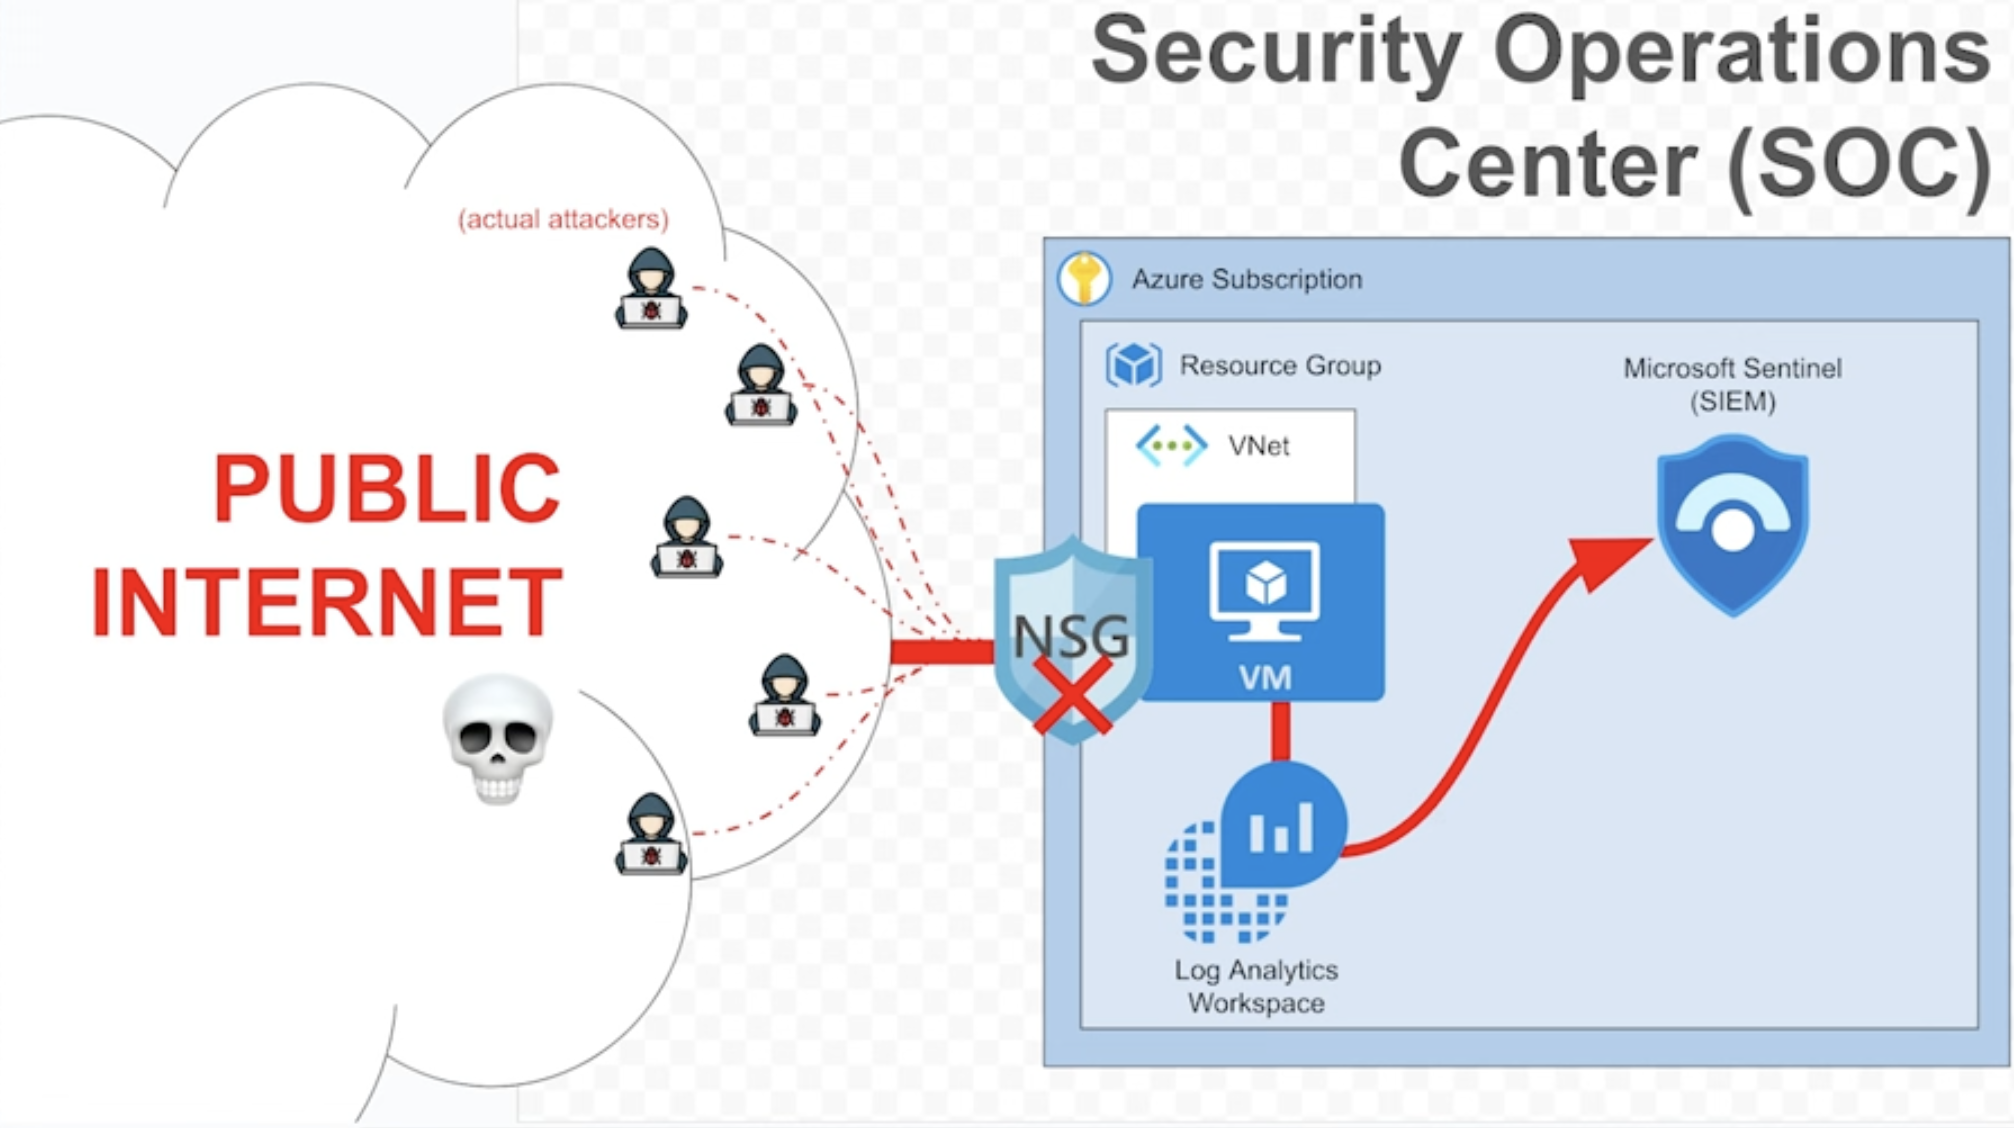 Security Operations
Center (SOC)
(actual attackers)
PUBLIC
INTERNET
Azure Subscription
Resource Group
Microsoft Sentinel
(SIEM)
VNet
NSG
VM
Log Analytics
Workspace